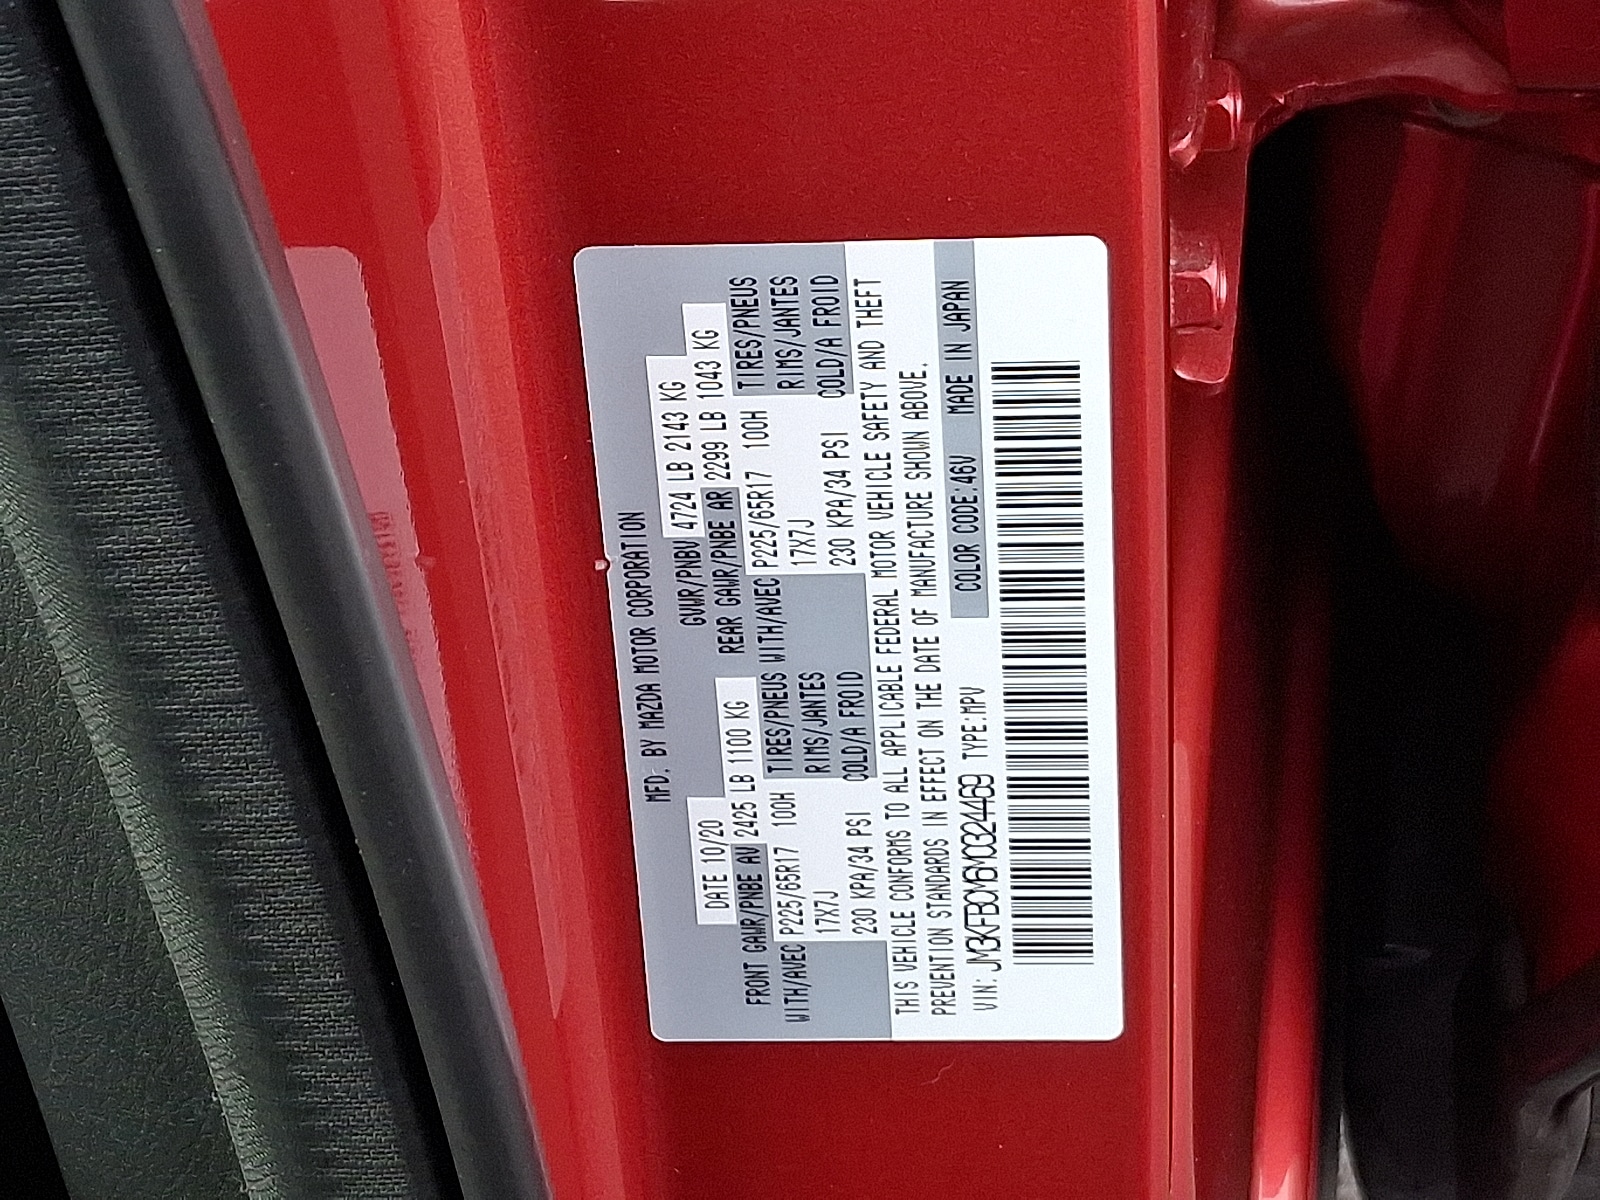 MFD. BY MAZDA MOTOR CORPORATION
DATE 10/20 GVWR/PNBV 4724 LB 2143 KG
FRONT GAWR/PNBE AV 2425 LB 1100 KG REAR GAWR/PNBE AR 2299 LB 1043 KG
WITH/AVEC P225/65R17 100H TIRES/PNEUS WITH/AVEC P225/65R17 100H TIRES/PNEUS
17X7J RIMS/JANTES 17X7J RIMS/JANTES
230 KPA/34 PSI COLD/A FROID 230 KPA/34 PSI COLD/A FROID
THIS VEHICLE CONFORMS TO ALL APPLICABLE FEDERAL MOTOR VEHICLE SAFETY AND THEFT
PREVENTION STANDARDS IN EFFECT ON THE DATE OF MANUFACTURE SHOWN ABOVE.
VIN: JM3KFBCM6M0324469 TYPE:MPV COLOR CODE:46V MADE IN JAPAN